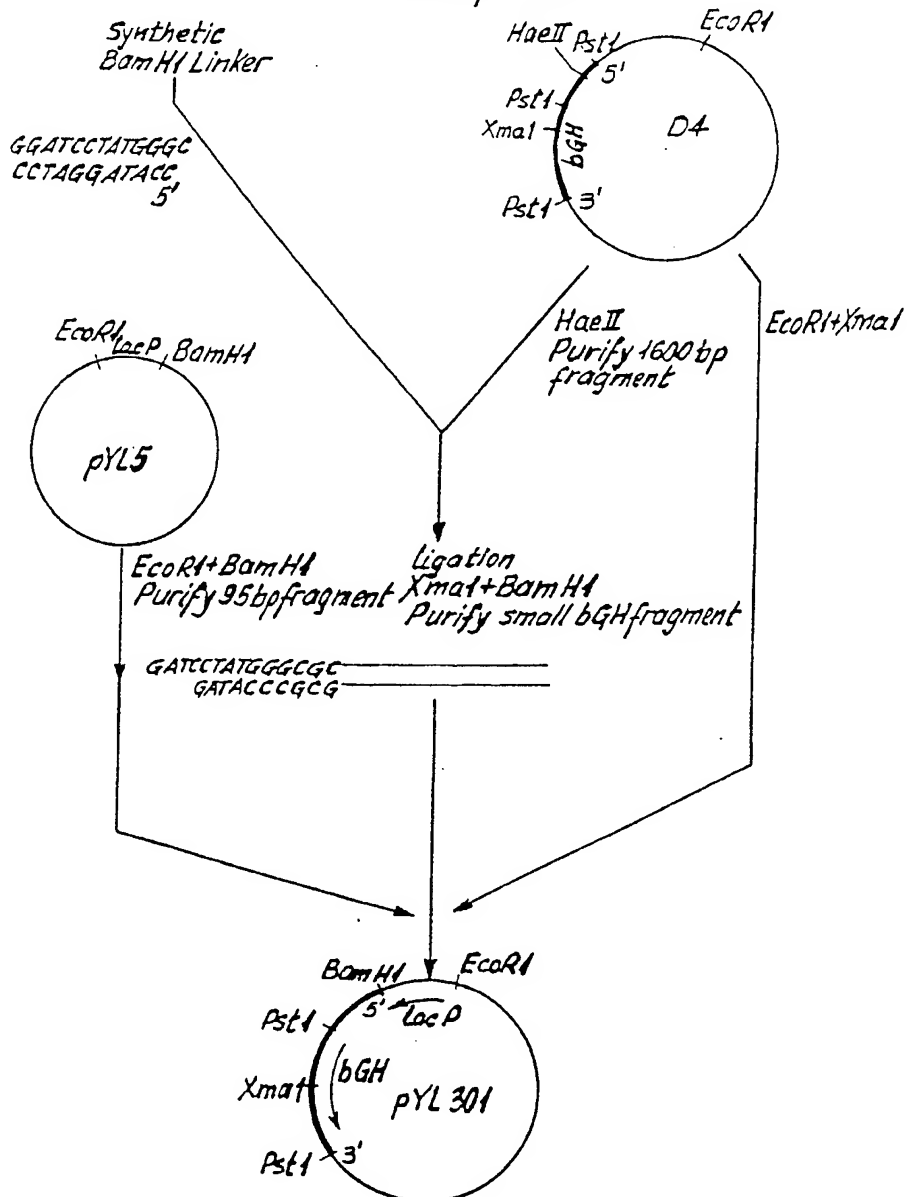 Synthetic
BamH1 Linker
GGATCCTATGGGC
CCTAGGATACC
5'
HaeII Pst1
5'
EcoR1
Pst1
Xma1
bGH
D4
Pst1
3'
EcoR1
LacP
BamH1
pYL5
HaeII
Purify 1600 bp
fragment
EcoR1+Xma1
EcoR1+BamH1
Purify 95bp fragment
Ligation
Xma1+BamH1
Purify small bGH fragment
GATCCTATGGGCGC
GATACCCGCG
BamH1
EcoR1
5'
LacP
Pst1
bGH
Xma1
pYL301
Pst1
3'